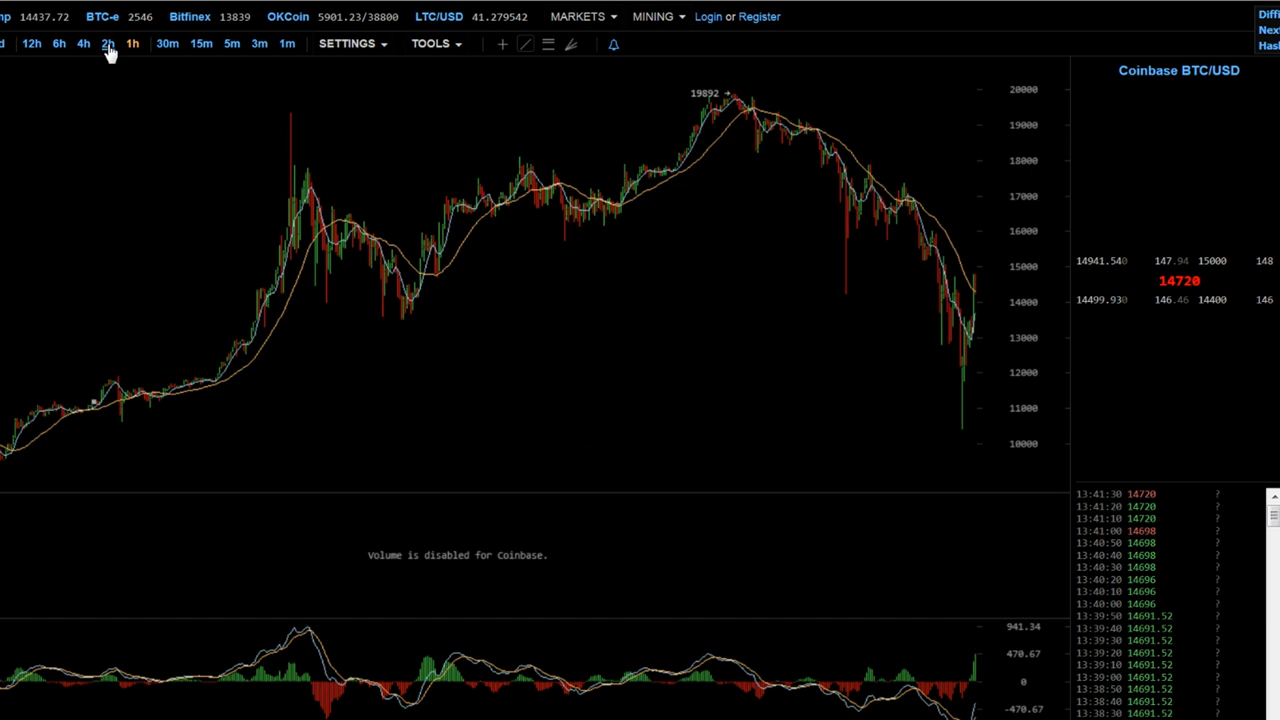 mp 14437.72 BTC-e 2546 Bitfinex 13839 OKCoin 5901.23/38800 LTC/USD 41.279542 MARKETS MINING Login or Register
Diffi
Next
Hash
d 12h 6h 4h 2h 1h 30m 15m 5m 3m 1m SETTINGS TOOLS
Coinbase BTC/USD
19892
20000
19000
18000
17000
16000
15000
14000
13000
12000
11000
10000
14941.540 147.94 15000 148
14720
14499.930 146.46 14400 146
Volume is disabled for Coinbase.
941.34
470.67
0
-470.67
13:41:30 14720 ?
13:41:20 14720 ?
13:41:10 14720 ?
13:41:00 14698 ?
13:40:50 14698 ?
13:40:40 14698 ?
13:40:30 14698 ?
13:40:20 14696 ?
13:40:10 14696 ?
13:40:00 14696 ?
13:39:50 14691.52 ?
13:39:40 14691.52 ?
13:39:30 14691.52 ?
13:39:20 14691.52 ?
13:39:10 14691.52 ?
13:39:00 14691.52 ?
13:38:50 14691.52 ?
13:38:40 14691.52 ?
13:38:30 14691.52 ?